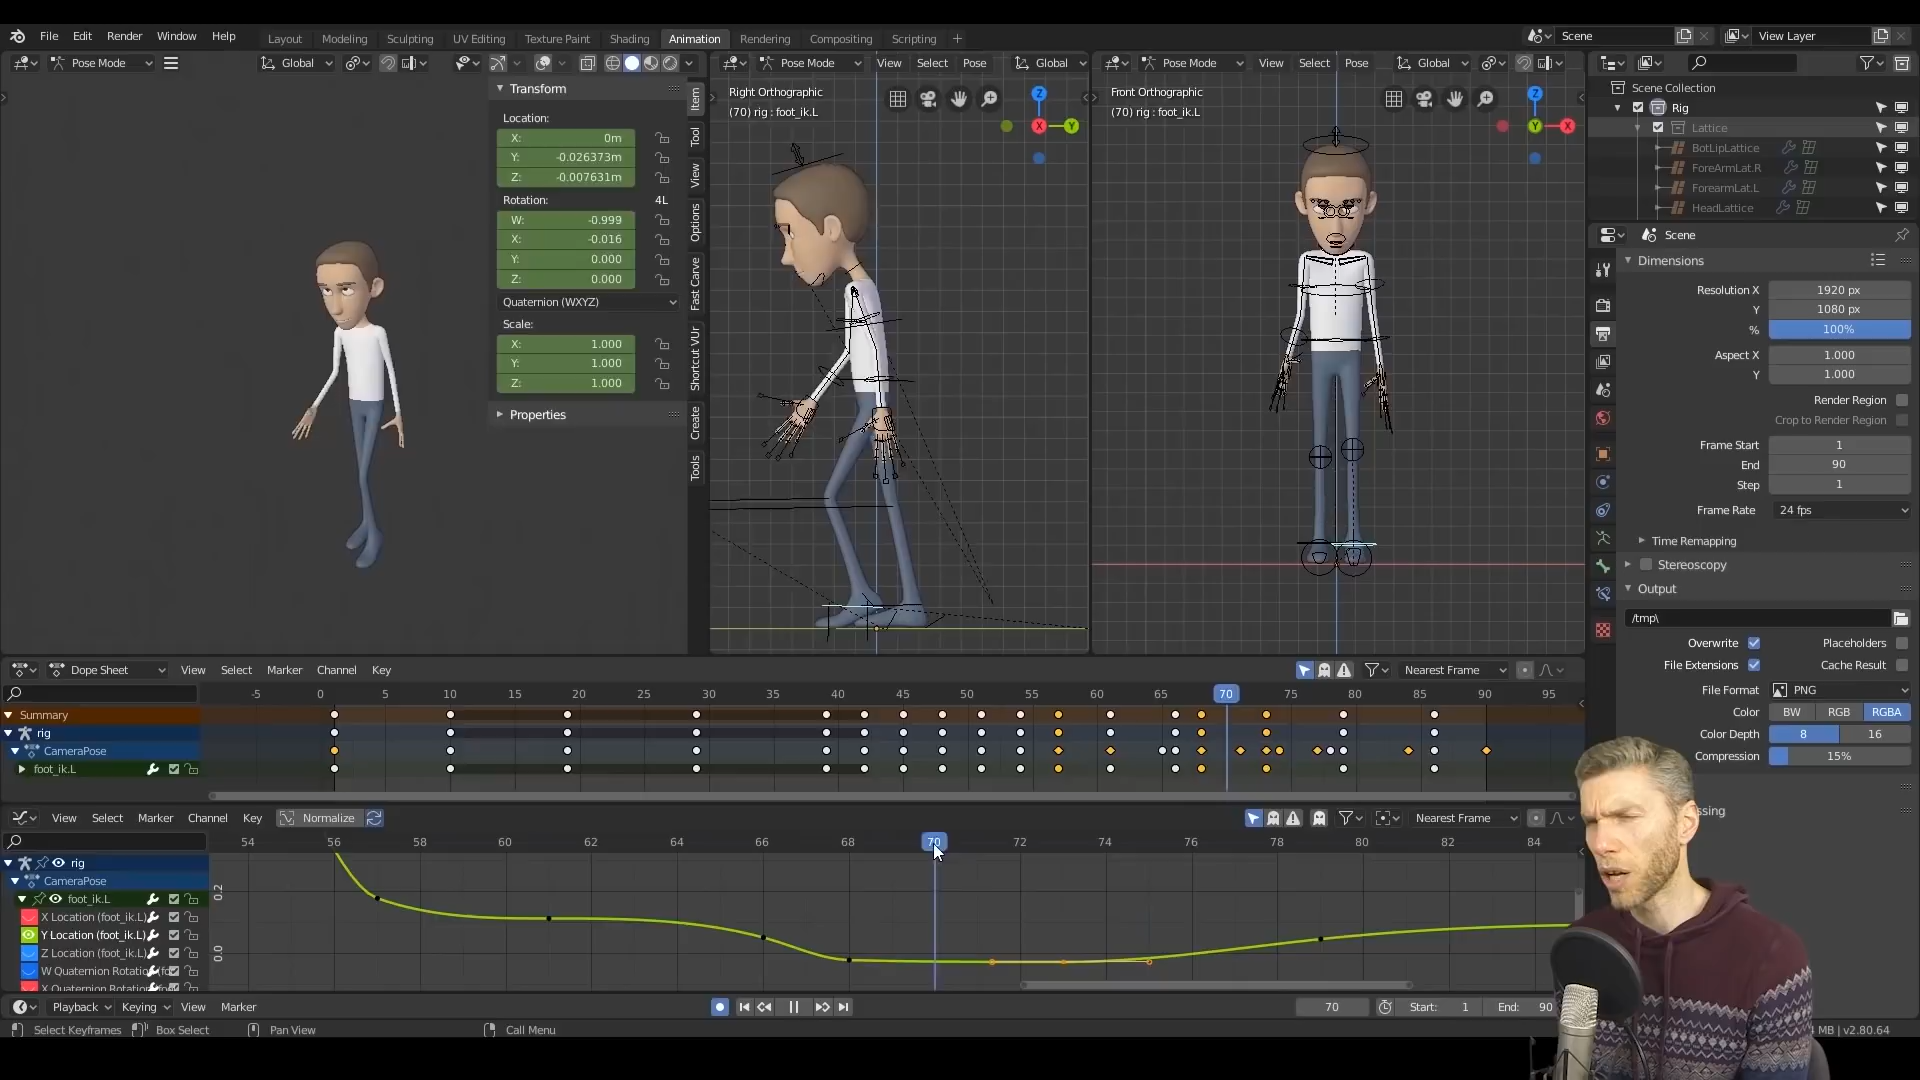 File Edit Render Window Help
Layout Modeling Sculpting UV Editing Texture Paint Shading Animation Rendering Compositing Scripting +
Scene
View Layer
Pose Mode
Global
Transform
Location:
X: 0m
Y: -0.026373m
Z: -0.007631m
Rotation: 4L
W: -0.999
X: -0.016
Y: 0.000
Z: 0.000
Quaternion (WXYZ)
Scale:
X: 1.000
Y: 1.000
Z: 1.000
Properties
Item
Tool
View
Options
Fast Carve
Shortcut VUr
Create
Tools
Pose Mode View Select Pose Global
Right Orthographic
(70) rig : foot_ik.L
Z
X
Y
Pose Mode View Select Pose Global
Front Orthographic
(70) rig : foot_ik.L
Z
Y
X
Scene Collection
Rig
Lattice
BotLipLattice
ForeArmLat.R
ForearmLat.L
HeadLattice
Scene
Dimensions
Resolution X 1920 px
Y 1080 px
% 100%
Aspect X 1.000
Y 1.000
Render Region
Crop to Render Region
Frame Start 1
End 90
Step 1
Frame Rate 24 fps
Time Remapping
Stereoscopy
Output
/tmp\
Overwrite Placeholders
File Extensions Cache Result
File Format PNG
Color BW RGB RGBA
Color Depth 8 16
Compression 15%
ssing
Dope Sheet View Select Marker Channel Key Nearest Frame
-5 0 5 10 15 20 25 30 35 40 45 50 55 60 65 70 75 80 85 90 95
Summary
rig
CameraPose
foot_ik.L
View Select Marker Channel Key Normalize Nearest Frame
54 56 58 60 62 64 66 68 70 72 74 76 78 80 82 84
0.2
0.0
rig
CameraPose
foot_ik.L
X Location (foot_ik.L)
Y Location (foot_ik.L)
Z Location (foot_ik.L)
W Quaternion Rotatio
X Quaternion Rotatio
Playback Keying View Marker 70 Start: 1 End: 90
Select Keyframes Box Select Pan View Call Menu
MB | v2.80.64